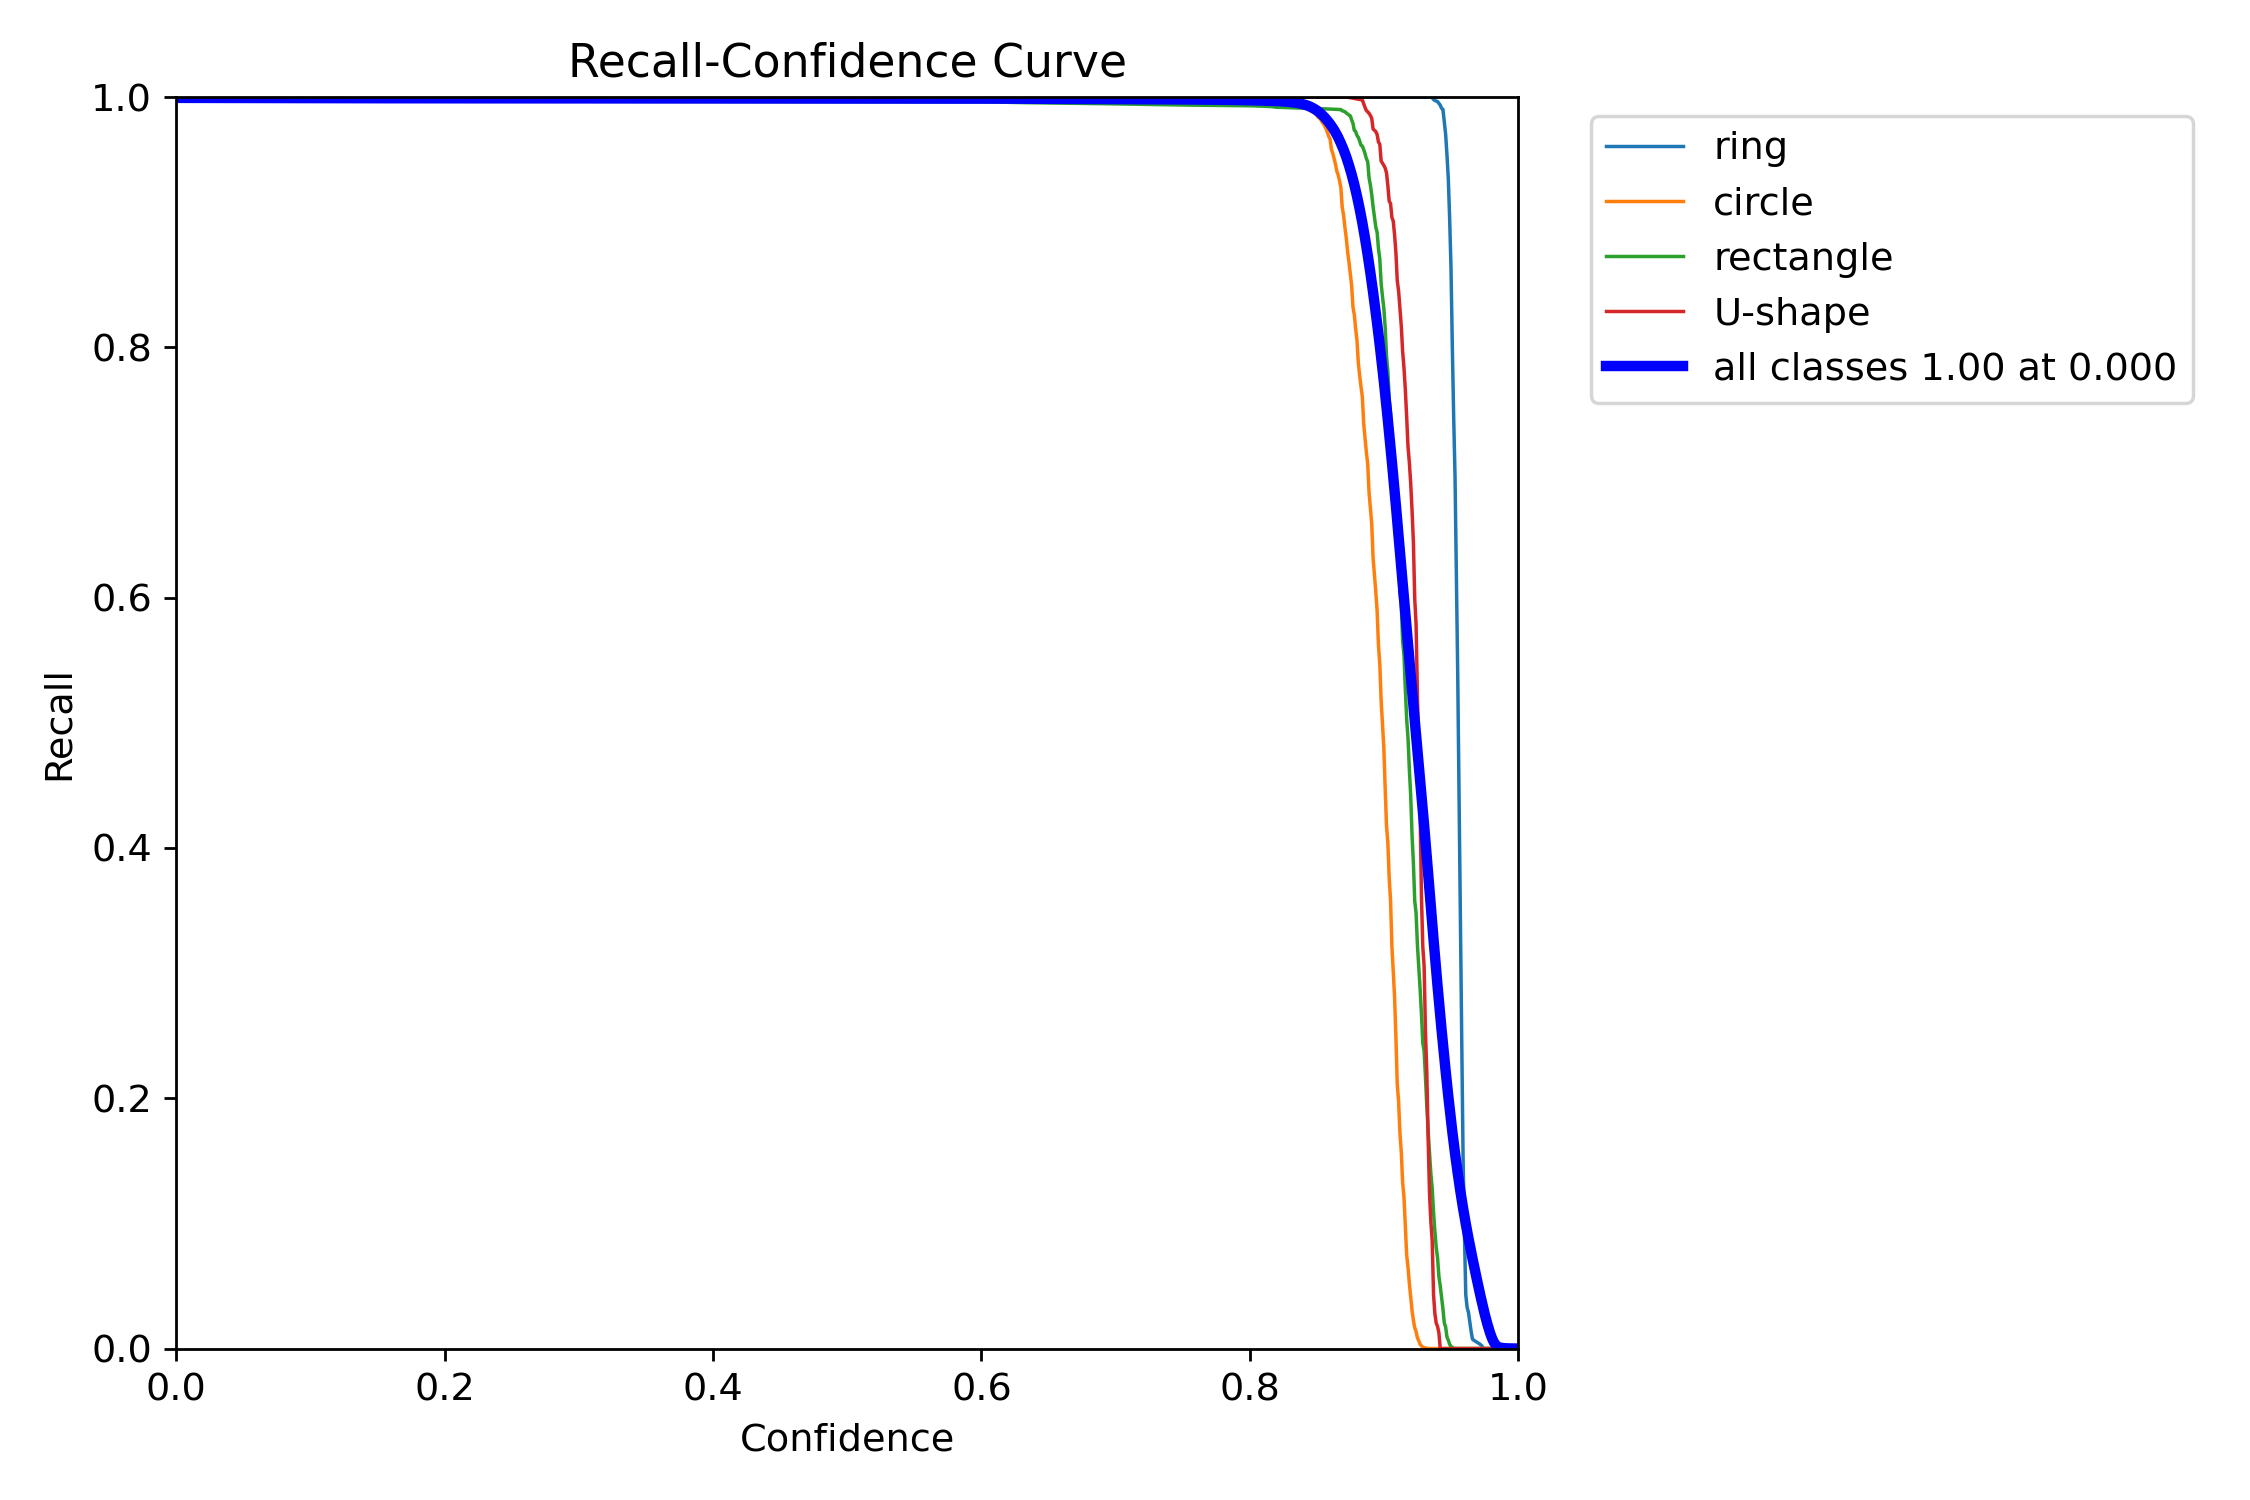 Recall-Confidence Curve
1.0
0.8
0.6
0.4
0.2
0.0
Recall
0.0 0.2 0.4 0.6 0.8 1.0
Confidence
ring
circle
rectangle
U-shape
all classes 1.00 at 0.000